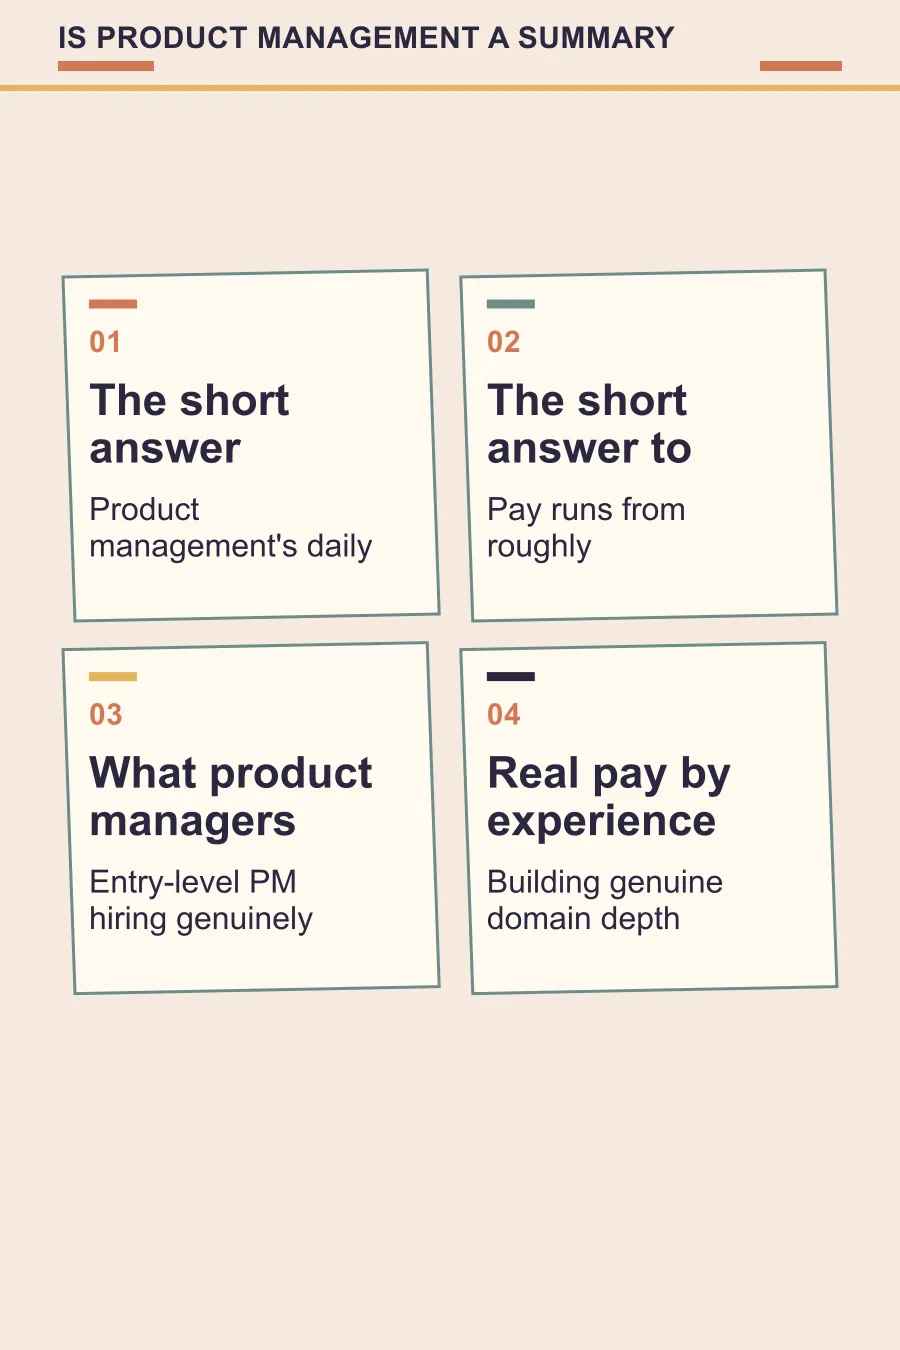 IS PRODUCT MANAGEMENT A SUMMARY
01
The short
answer
Product
management's daily
02
The short
answer to
Pay runs from
roughly
03
What product
managers
Entry-level PM
hiring genuinely
04
Real pay by
experience
Building genuine
domain depth